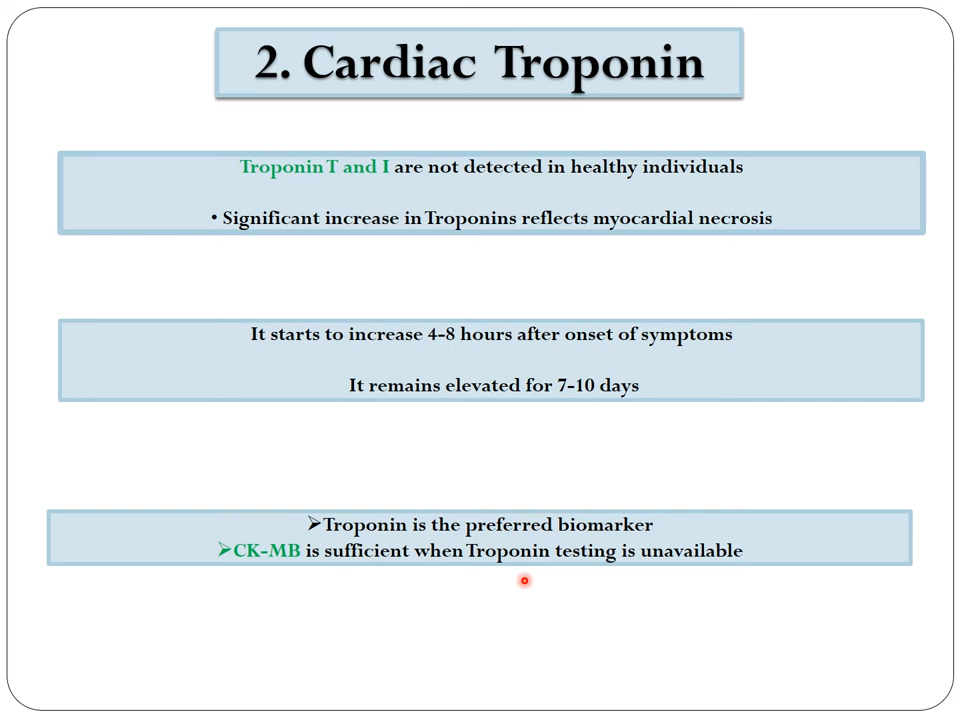 2. Cardiac Troponin
Troponin T and I are not detected in healthy individuals
• Significant increase in Troponins reflects myocardial necrosis
It starts to increase 4-8 hours after onset of symptoms
It remains elevated for 7-10 days
➢Troponin is the preferred biomarker
➢CK-MB is sufficient when Troponin testing is unavailable